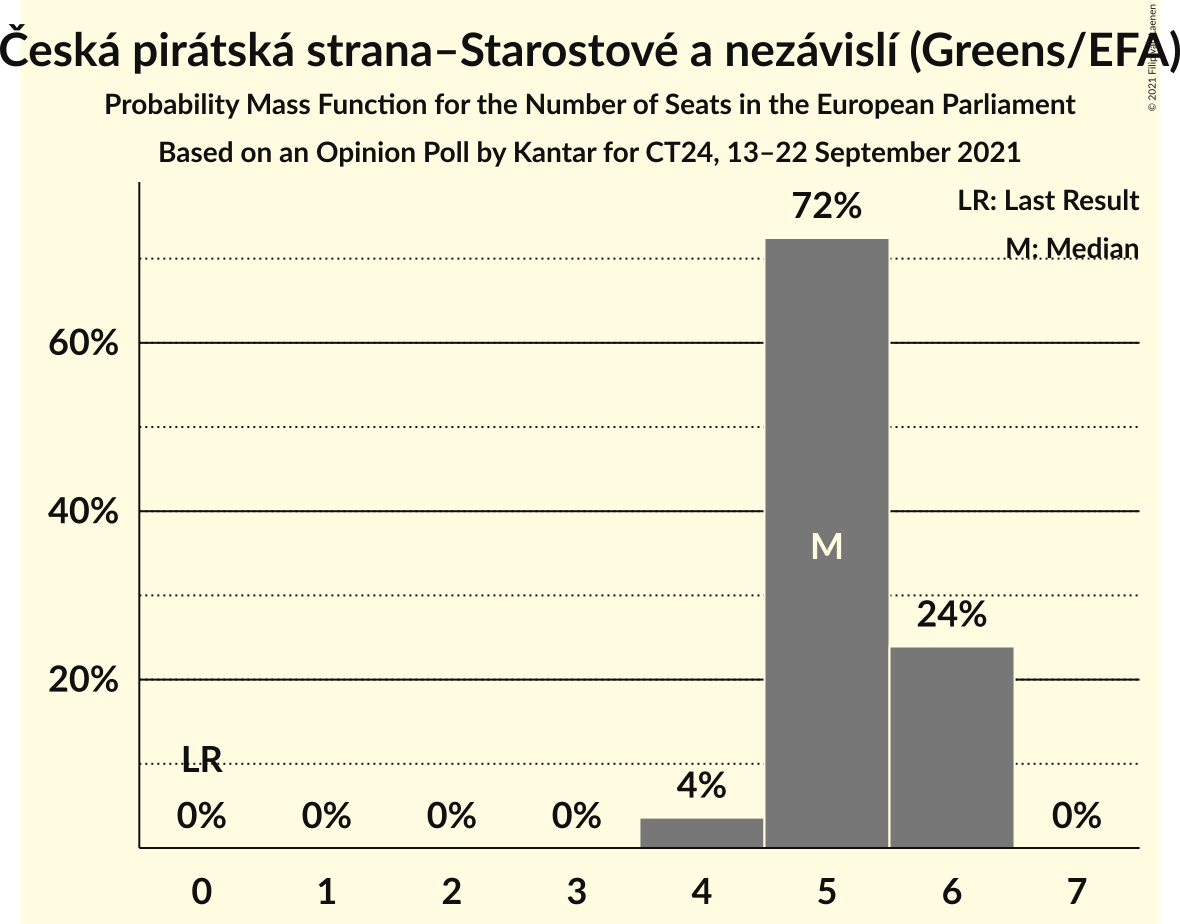 Česká pirátská strana–Starostové a nezávislí (Greens/EFA)
Probability Mass Function for the Number of Seats in the European Parliament
Based on an Opinion Poll by Kantar for CT24, 13–22 September 2021
© 2021 Filip
LR: Last Result
M: Median
72%
60%
40%
M
24%
20%
LR
4%
0% 0% 0% 0% 0%
0 1 2 3 4 5 6 7